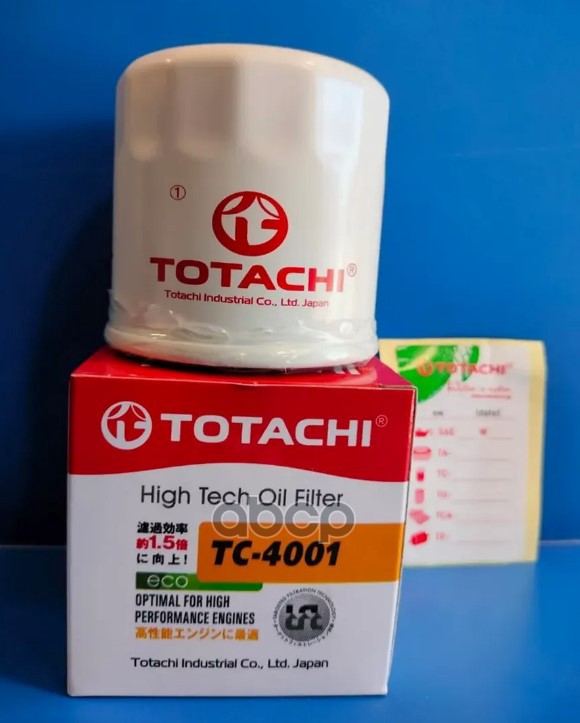 ①
TOTACHI®
Totachi Industrial Co., Ltd. Japan
TOTACHI®
High Tech Oil Filter
abcp
濾過効率
約1.5倍
に向上!
TC-4001
eco
OPTIMAL FOR HIGH
PERFORMANCE ENGINES
高性能エンジンに最適
Totachi Industrial Co., Ltd. Japan
TOTACHI